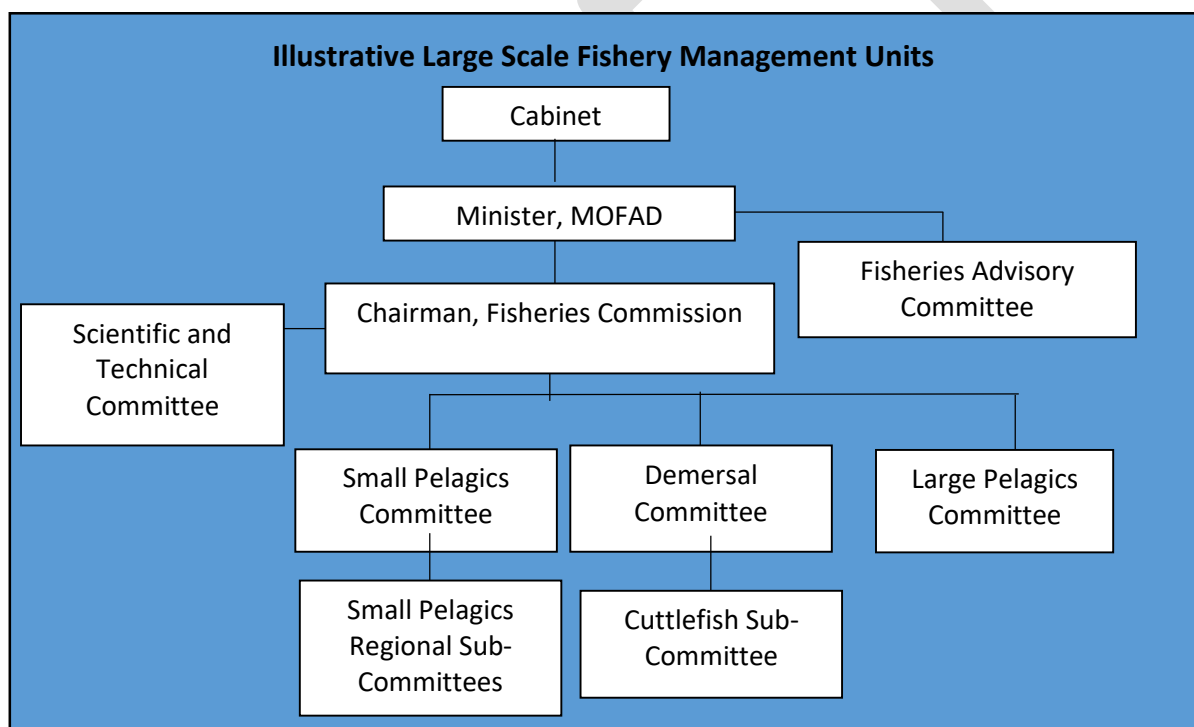 Illustrative Large Scale Fishery Management Units
Cabinet
Minister, MOFAD
Fisheries Advisory
Committee
Chairman, Fisheries Commission
Scientific and
Technical
Committee
Small Pelagics
Committee
Demersal
Committee
Large Pelagics
Committee
Small Pelagics
Regional Sub-
Committees
Cuttlefish Sub-
Committee